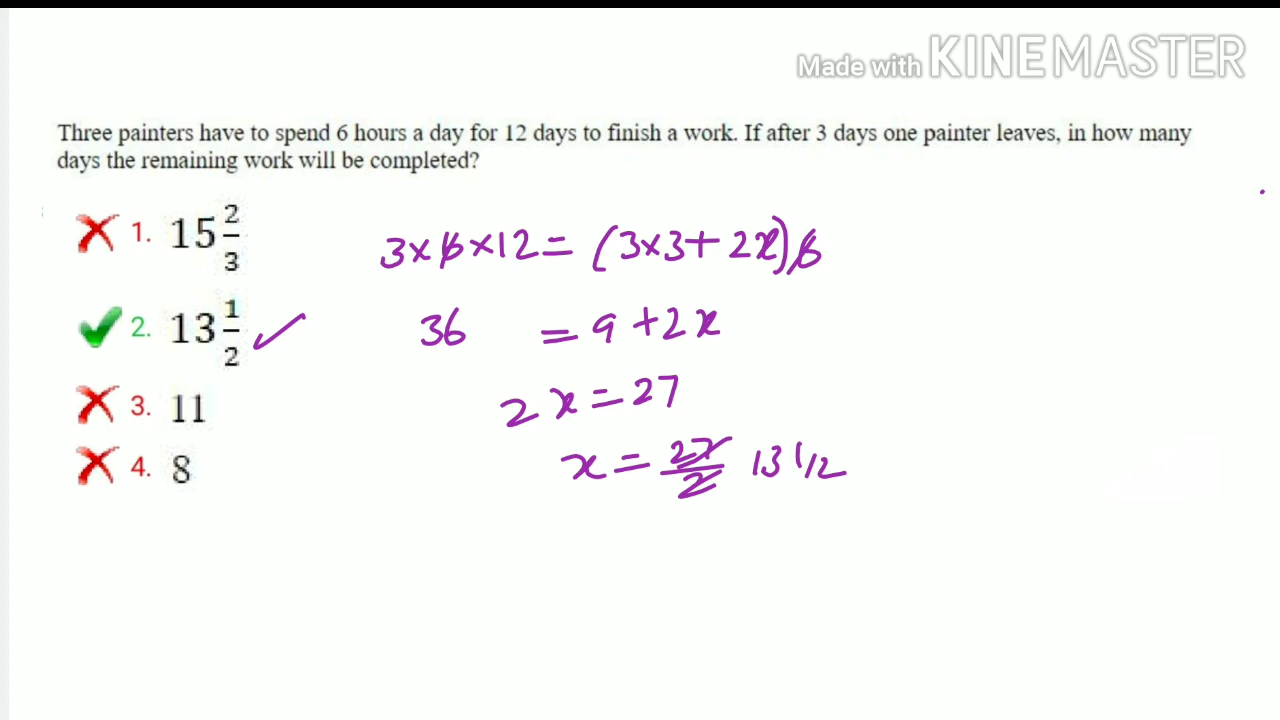 Made with KINEMASTER
Three painters have to spend 6 hours a day for 12 days to finish a work. If after 3 days one painter leaves, in how many
days the remaining work will be completed?
1. 15 2/3
2. 13 1/2
3. 11
4. 8
3×6×12=(3×3+2x)6
36 =9+2x
2x=27
x=27/2 13 1/2